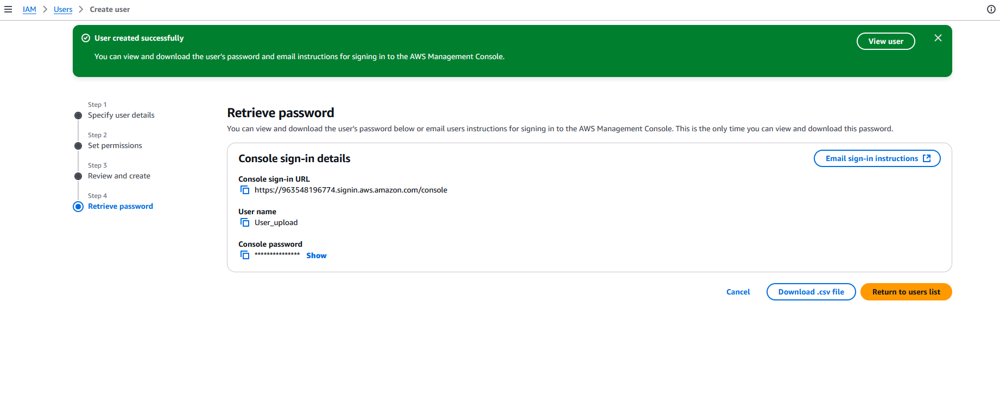 IAM > Users > Create user
User created successfully
View user
You can view and download the user's password and email instructions for signing in to the AWS Management Console.
Step 1
Specify user details
Step 2
Set permissions
Step 3
Review and create
Step 4
Retrieve password
Retrieve password
You can view and download the user's password below or email users instructions for signing in to the AWS Management Console. This is the only time you can view and download this password.
Console sign-in details
Email sign-in instructions
Console sign-in URL
https://963548196774.signin.aws.amazon.com/console
User name
User_upload
Console password
*************** Show
Cancel
Download .csv file
Return to users list